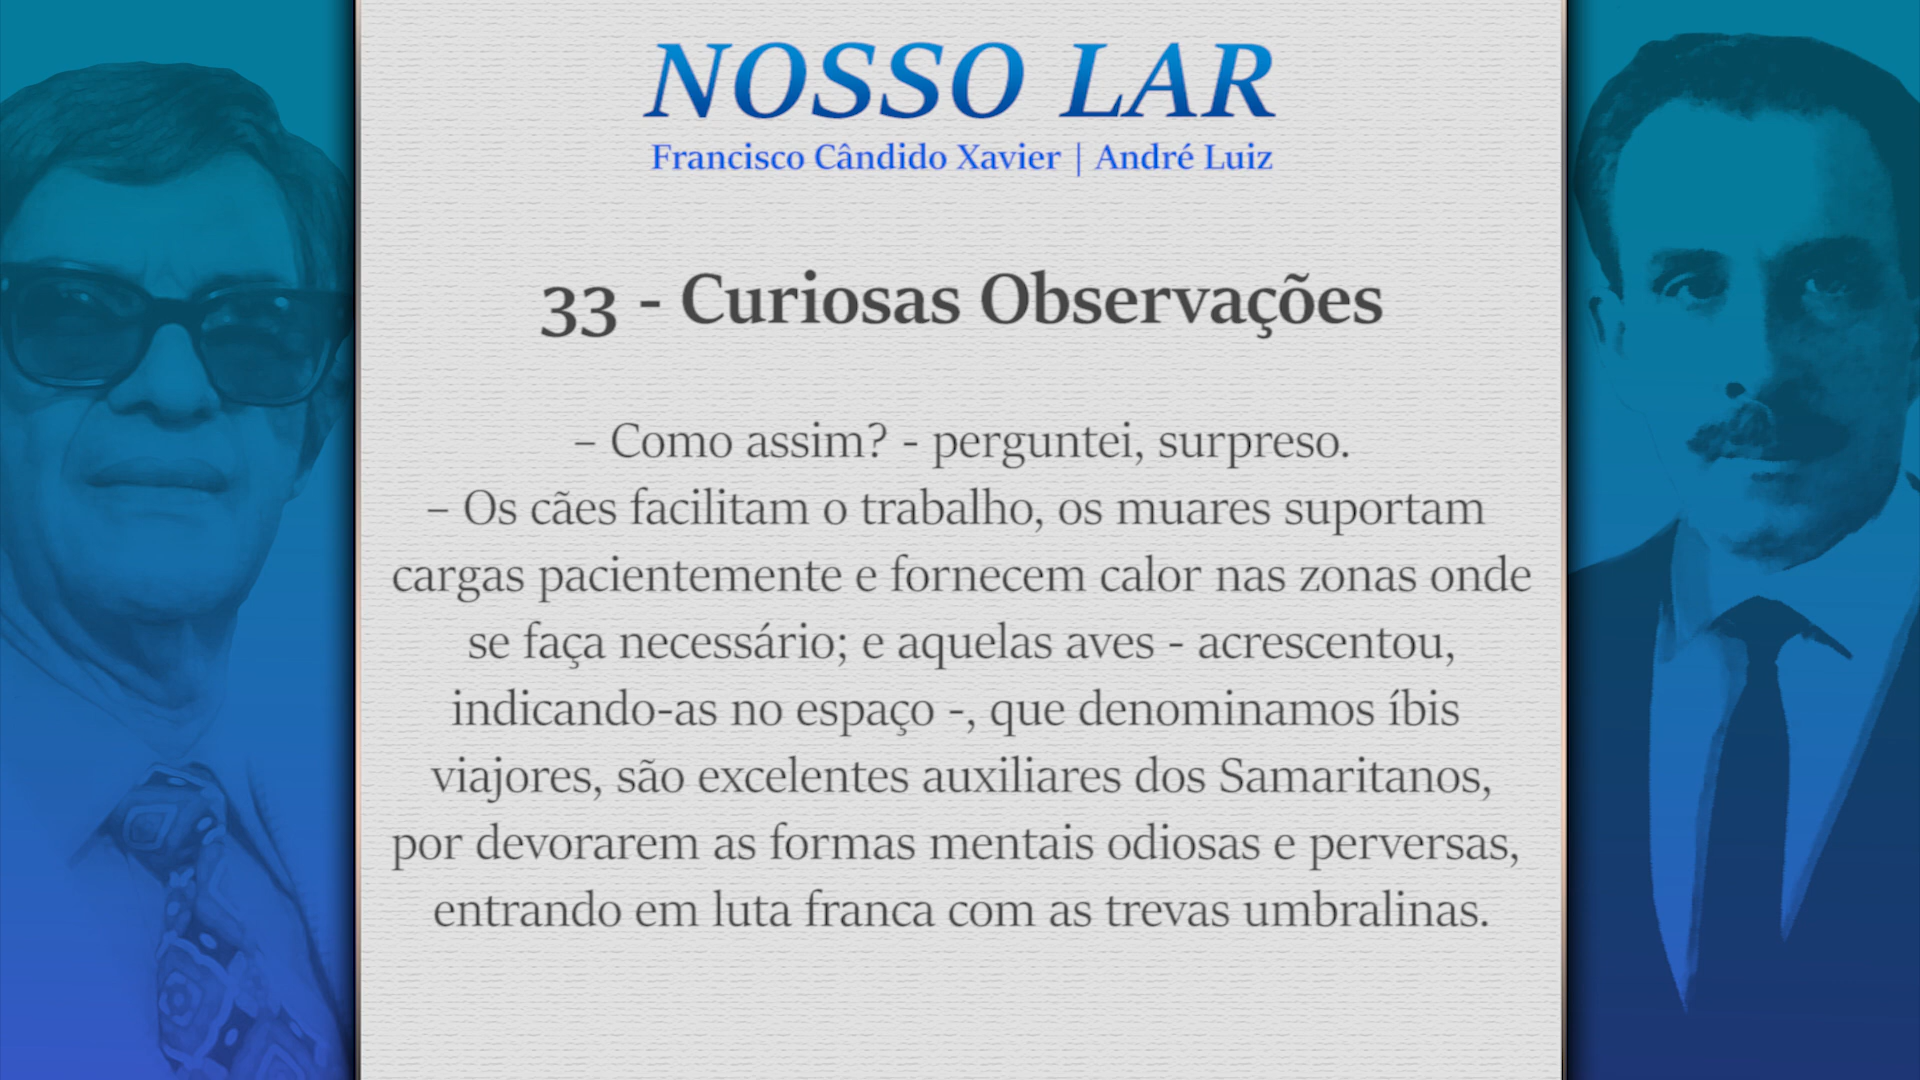 NOSSO LAR
Francisco Cândido Xavier | André Luiz
33 - Curiosas Observações
– Como assim? - perguntei, surpreso.
– Os cães facilitam o trabalho, os muares suportam
cargas pacientemente e fornecem calor nas zonas onde
se faça necessário; e aquelas aves - acrescentou,
indicando-as no espaço -, que denominamos íbis
viajores, são excelentes auxiliares dos Samaritanos,
por devorarem as formas mentais odiosas e perversas,
entrando em luta franca com as trevas umbralinas.